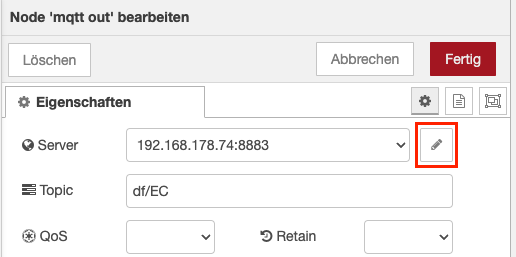 Node 'mqtt out' bearbeiten
Löschen Abbrechen Fertig
Eigenschaften
Server 192.168.178.74:8883
Topic df/EC
QoS Retain